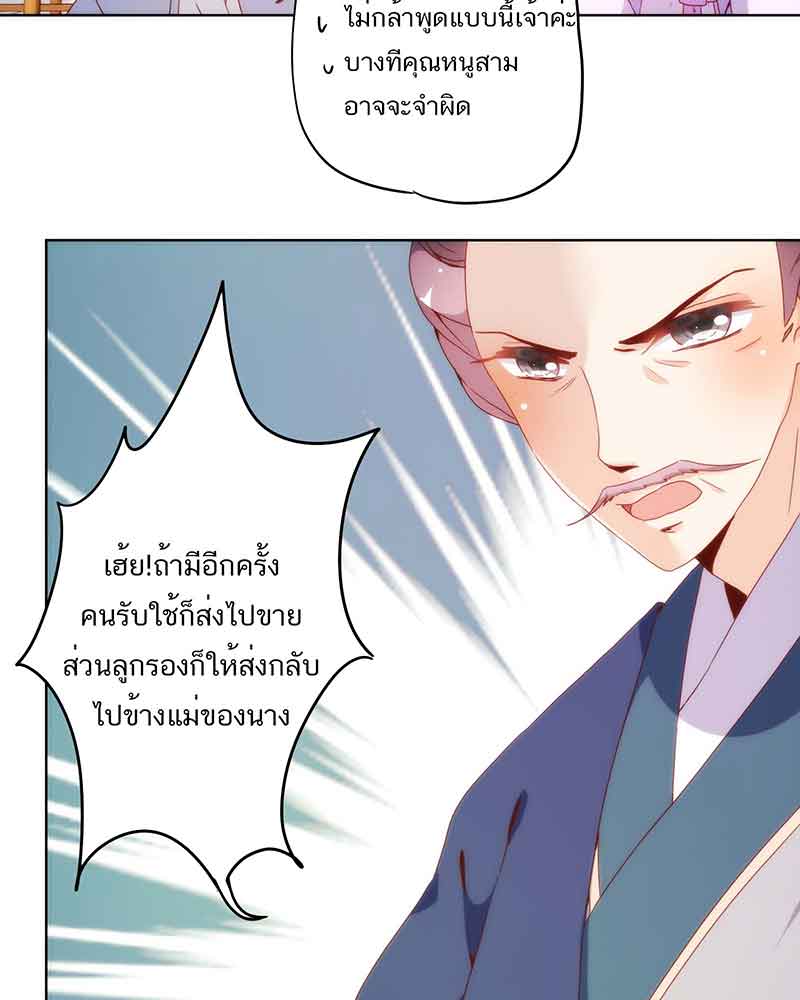 ไม่กล้าพูดแบบนี้เจ้าค่ะ
บางทีคุณหนูสาม
อาจจะจำผิด
เฮ้ย!ถ้ามีอีกครั้ง
คนรับใช้ก็ส่งไปขาย
ส่วนลูกรองก็ให้ส่งกลับ
ไปข้างแม่ของนาง